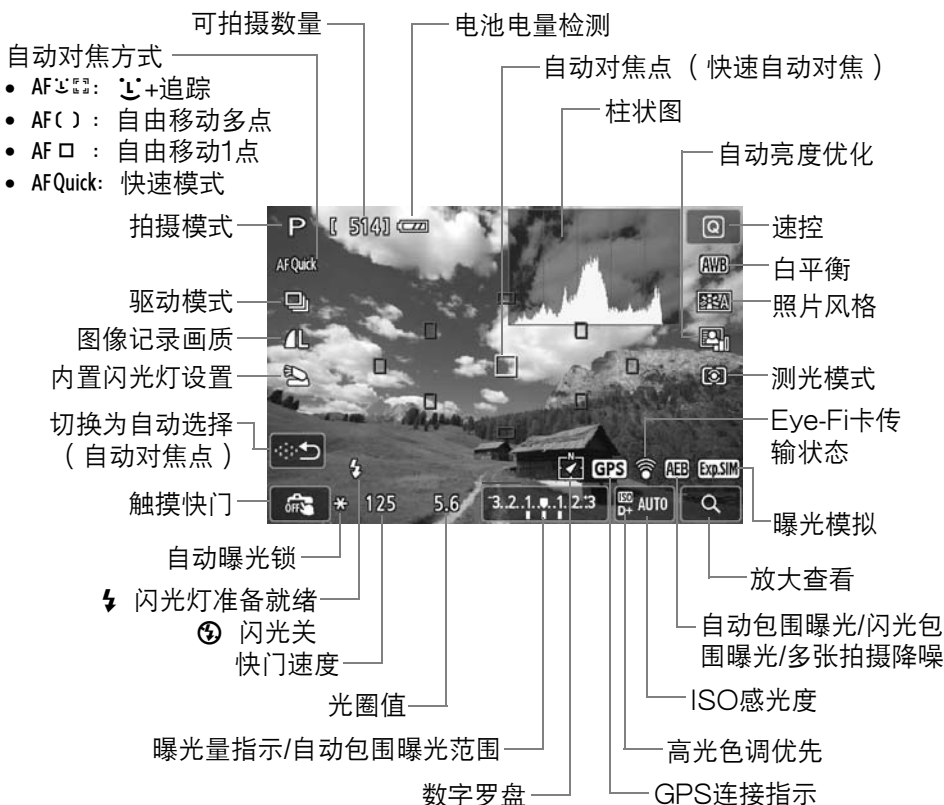 可拍摄数量
电池电量检测
自动对焦方式
自动对焦点（快速自动对焦）
• AF: +追踪
柱状图
• AF( ) : 自由移动多点
• AF□ : 自由移动1点
自动亮度优化
• AFQuick: 快速模式
拍摄模式
P [ 514]
Q
速控
AFQuick
AWB
白平衡
驱动模式
A
照片风格
图像记录画质
L
内置闪光灯设置
测光模式
切换为自动选择
（自动对焦点）
Eye-Fi卡传
输状态
N
GPS
AEB
Exp.SIM
触摸快门
OFF
* 125 5.6 3..2..1..0..1..2..3 ISO D+ AUTO
曝光模拟
自动曝光锁
放大查看
闪光灯准备就绪
闪光关
自动包围曝光/闪光包
围曝光/多张拍摄降噪
快门速度
光圈值
ISO感光度
曝光量指示/自动包围曝光范围
高光色调优先
数字罗盘
GPS连接指示